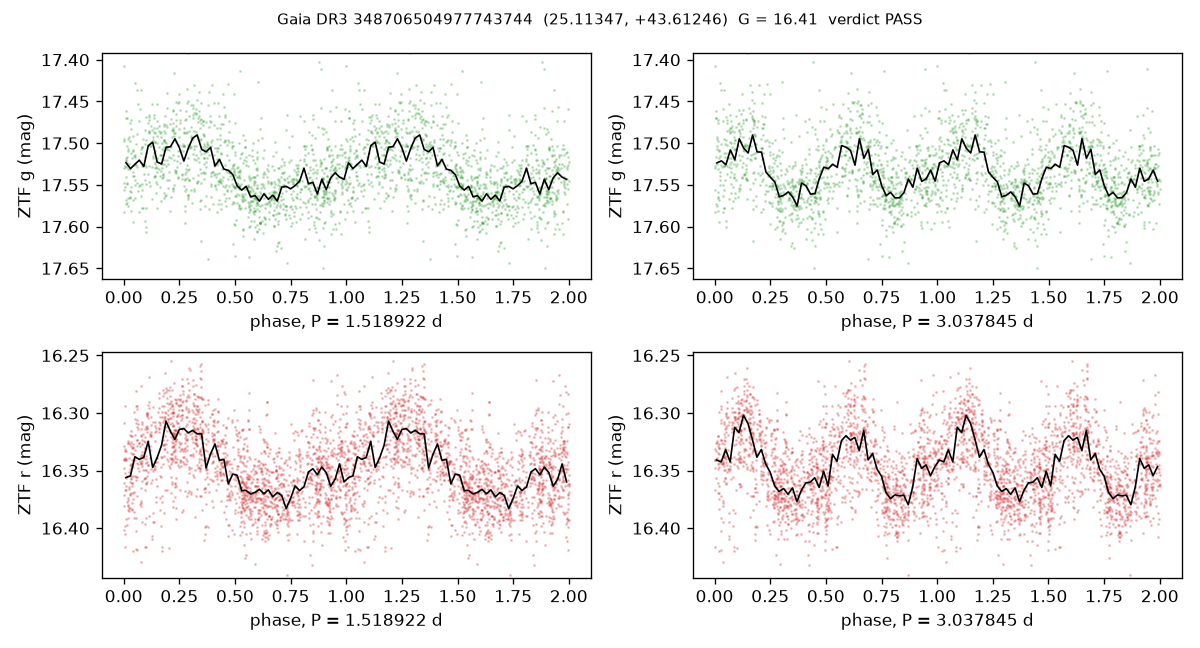 Gaia DR3 348706504977743744  (25.11347, +43.61246)  G = 16.41  verdict PASS
17.40
17.45
17.50
17.55
17.60
17.65
ZTF g (mag)
0.00 0.25 0.50 0.75 1.00 1.25 1.50 1.75 2.00
phase, P = 1.518922 d
17.40
17.45
17.50
17.55
17.60
17.65
ZTF g (mag)
0.00 0.25 0.50 0.75 1.00 1.25 1.50 1.75 2.00
phase, P = 3.037845 d
16.25
16.30
16.35
16.40
ZTF r (mag)
0.00 0.25 0.50 0.75 1.00 1.25 1.50 1.75 2.00
phase, P = 1.518922 d
16.25
16.30
16.35
16.40
ZTF r (mag)
0.00 0.25 0.50 0.75 1.00 1.25 1.50 1.75 2.00
phase, P = 3.037845 d